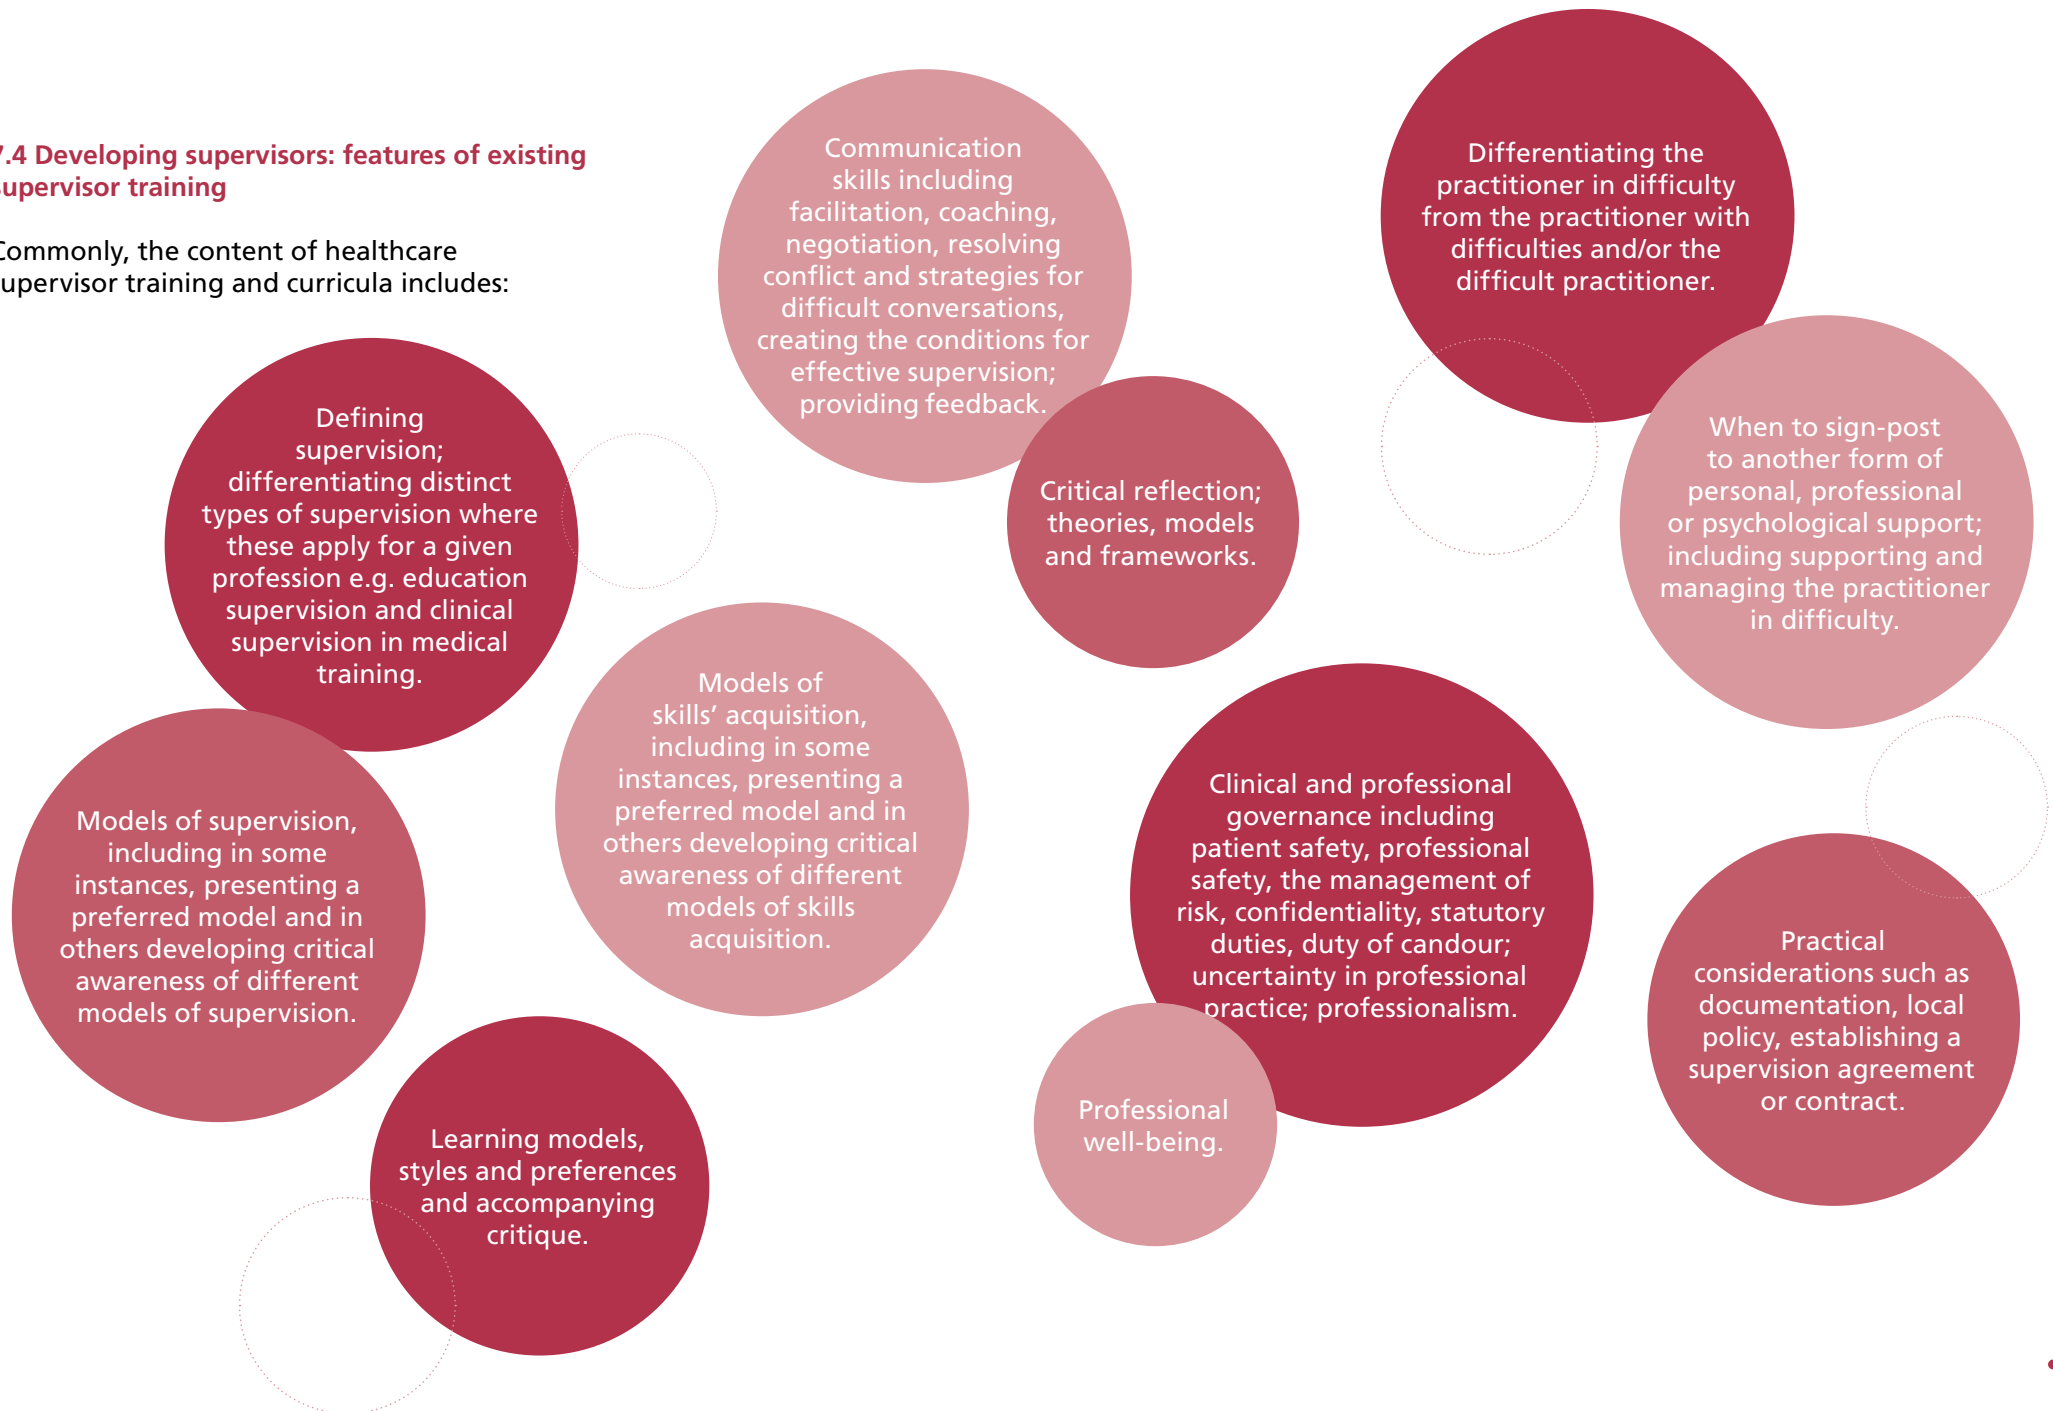 7.4 Developing supervisors: features of existing
supervisor training
Commonly, the content of healthcare
supervisor training and curricula includes:
Defining
supervision;
differentiating distinct
types of supervision where
these apply for a given
profession e.g. education
supervision and clinical
supervision in medical
training.
Models of supervision,
including in some
instances, presenting a
preferred model and in
others developing critical
awareness of different
models of supervision.
Learning models,
styles and preferences
and accompanying
critique.
Models of
skills’ acquisition,
including in some
instances, presenting a
preferred model and in
others developing critical
awareness of different
models of skills
acquisition.
Communication
skills including
facilitation, coaching,
negotiation, resolving
conflict and strategies for
difficult conversations,
creating the conditions for
effective supervision;
providing feedback.
Critical reflection;
theories, models
and frameworks.
Clinical and professional
governance including
patient safety, professional
safety, the management of
risk, confidentiality, statutory
duties, duty of candour;
uncertainty in professional
practice; professionalism.
Professional
well-being.
Differentiating the
practitioner in difficulty
from the practitioner with
difficulties and/or the
difficult practitioner.
When to sign-post
to another form of
personal, professional
or psychological support;
including supporting and
managing the practitioner
in difficulty.
Practical
considerations such as
documentation, local
policy, establishing a
supervision agreement
or contract.